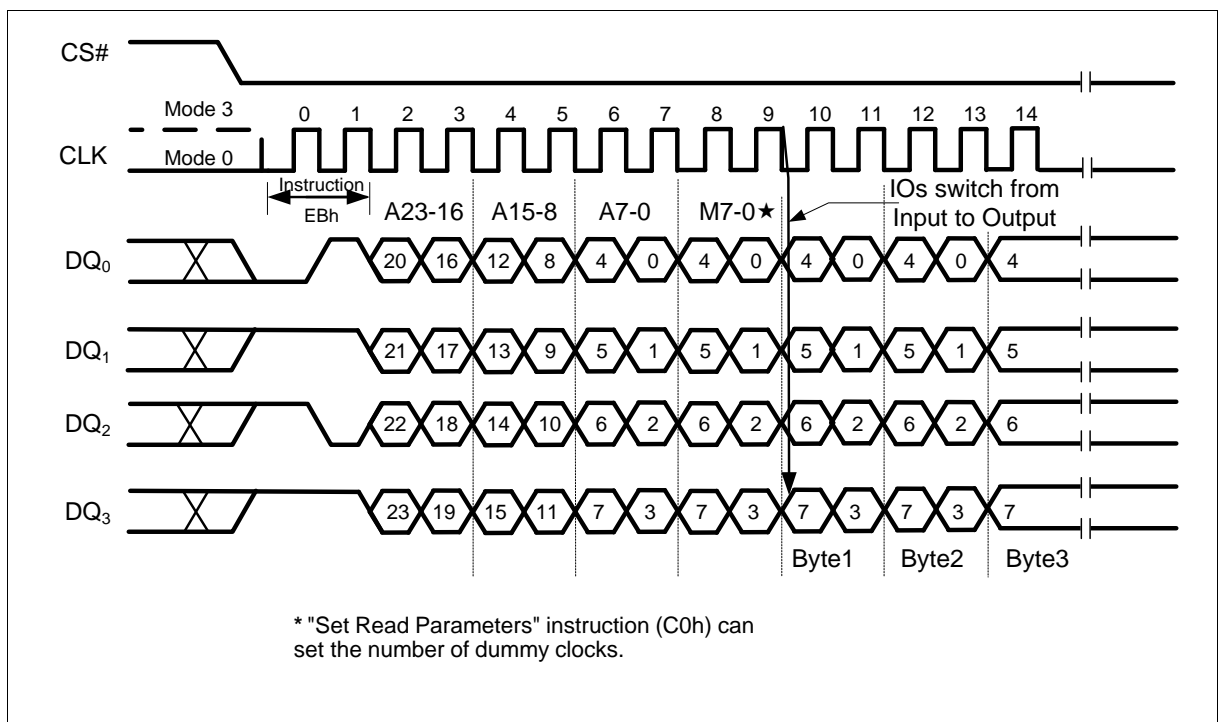 CS#
Mode 3
0 1 2 3 4 5 6 7 8 9 10 11 12 13 14
CLK
Mode 0
Instruction
EBh
A23-16 A15-8 A7-0 M7-0★
IOs switch from
Input to Output
DQ0 20 16 12 8 4 0 4 0 4 0 4 0 4
DQ1 21 17 13 9 5 1 5 1 5 1 5 1 5
DQ2 22 18 14 10 6 2 6 2 6 2 6 2 6
DQ3 23 19 15 11 7 3 7 3 7 3 7 3 7
Byte1 Byte2 Byte3
* "Set Read Parameters" instruction (C0h) can
set the number of dummy clocks.